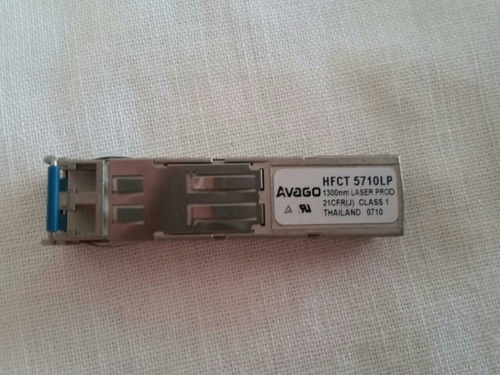 HFCT 5710LP
AVAGO
1300nm LASER PROD
21CFR(J) CLASS 1
THAILAND 0710